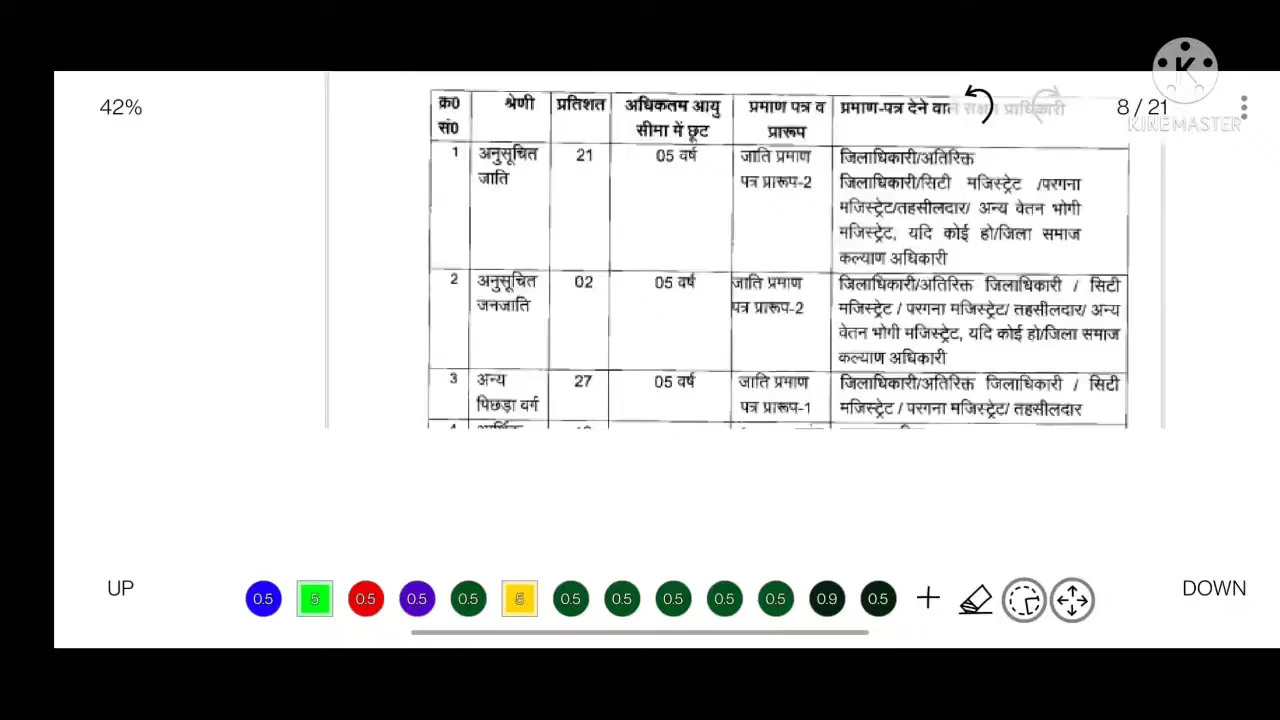 42%
8 / 21
KINEMASTER
क्र0 सं0 श्रेणी प्रतिशत अधिकतम आयु सीमा में छूट प्रमाण पत्र व प्रारूप प्रमाण-पत्र देने वाले सक्षम प्राधिकारी
1 अनुसूचित जाति 21 05 वर्ष जाति प्रमाण पत्र प्रारूप-2 जिलाधिकारी/अतिरिक्त
जिलाधिकारी/सिटी मजिस्ट्रेट /परगना
मजिस्ट्रेट/तहसीलदार/ अन्य वेतन भोगी
मजिस्ट्रेट, यदि कोई हो/जिला समाज
कल्याण अधिकारी
2 अनुसूचित जनजाति 02 05 वर्ष जाति प्रमाण पत्र प्रारूप-2 जिलाधिकारी/अतिरिक्त जिलाधिकारी / सिटी
मजिस्ट्रेट / परगना मजिस्ट्रेट/ तहसीलदार/ अन्य
वेतन भोगी मजिस्ट्रेट, यदि कोई हो/जिला समाज
कल्याण अधिकारी
3 अन्य पिछड़ा वर्ग 27 05 वर्ष जाति प्रमाण पत्र प्रारूप-1 जिलाधिकारी/अतिरिक्त जिलाधिकारी / सिटी
मजिस्ट्रेट / परगना मजिस्ट्रेट/ तहसीलदार
UP
0.5 5 0.5 0.5 0.5 5 0.5 0.5 0.5 0.5 0.5 0.9 0.5
DOWN